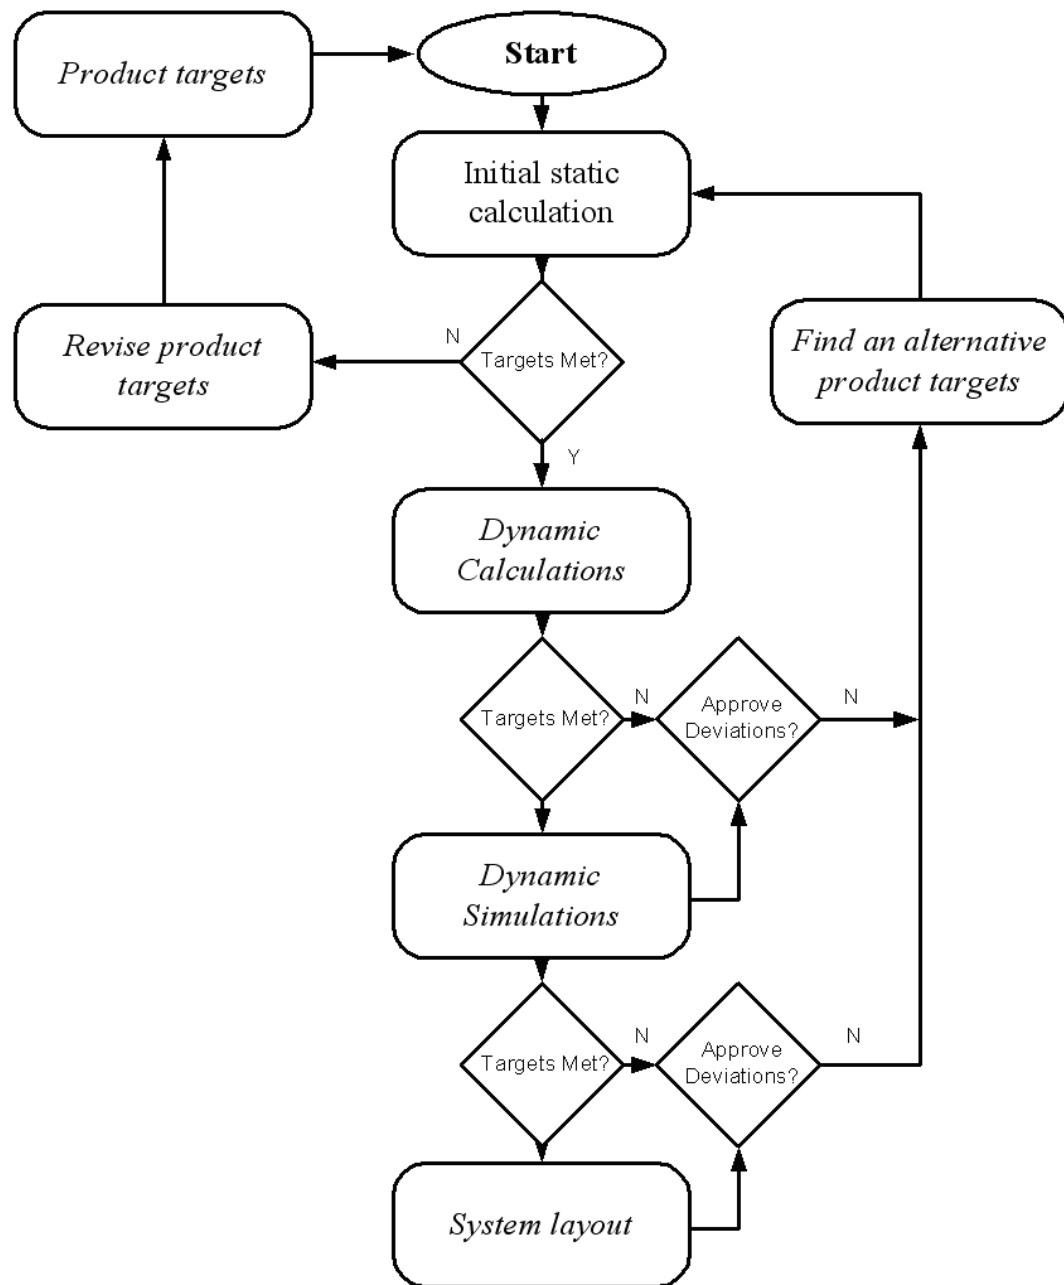 Product targets
Start
Initial static
calculation
Revise product
targets
N
Targets Met?
Find an alternative
product targets
Y
Dynamic
Calculations
Targets Met?
N
Approve
Deviations?
N
Dynamic
Simulations
Targets Met?
N
Approve
Deviations?
N
System layout